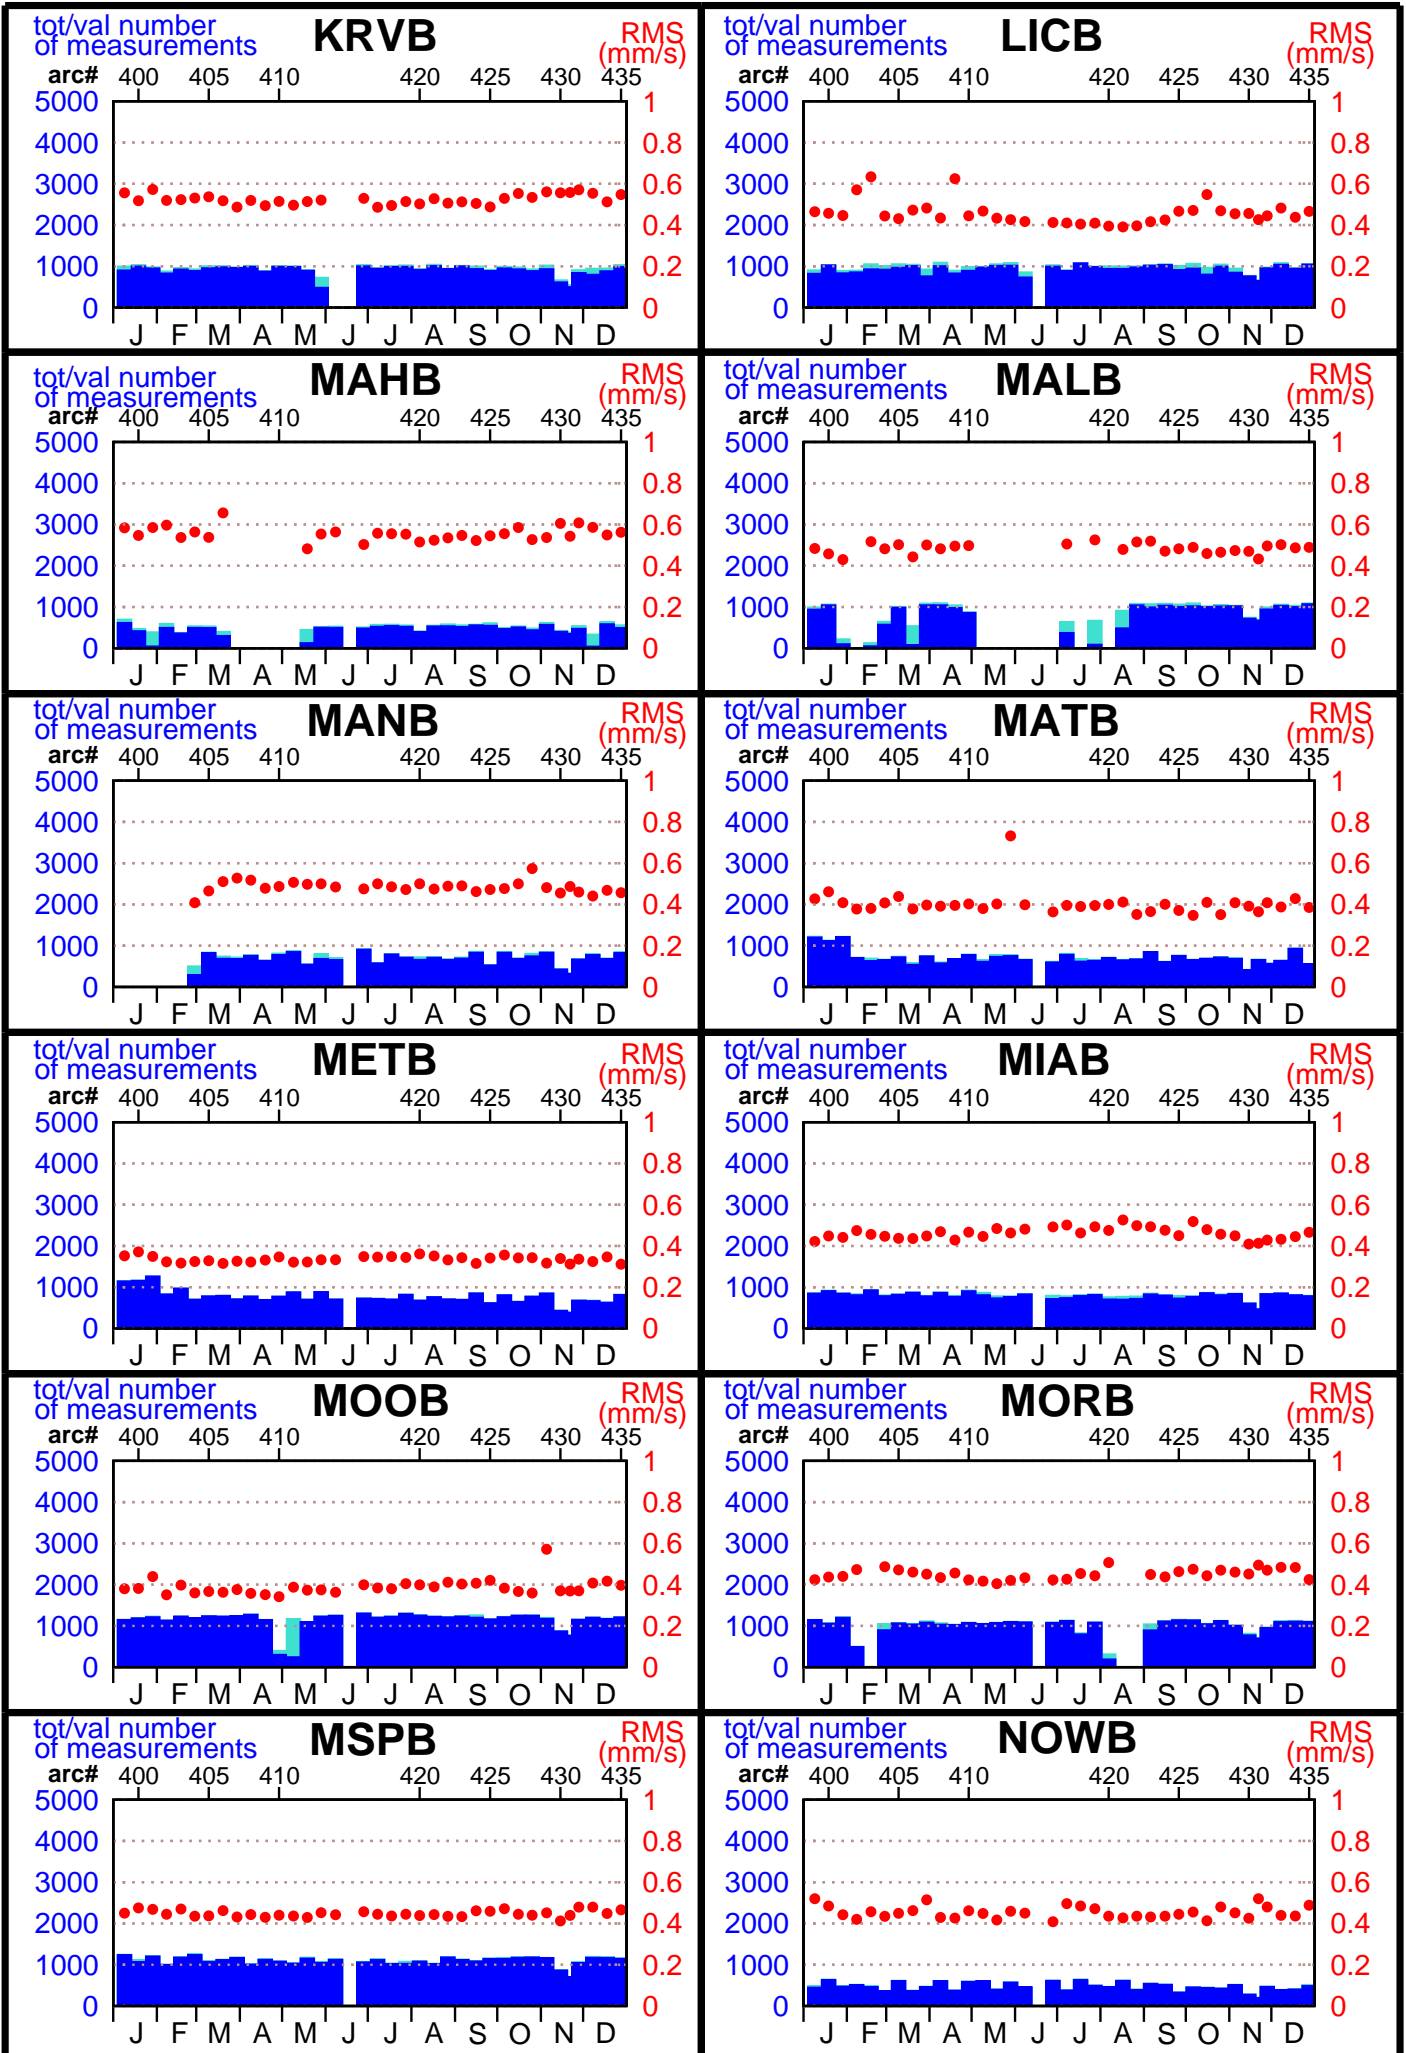 tot/val number of measurements KRVB RMS (mm/s)
arc# 400 405 410 420 425 430 435
5000 1
4000 0.8
3000 0.6
2000 0.4
1000 0.2
0 0
J F M A M J J A S O N D
tot/val number of measurements LICB RMS (mm/s)
arc# 400 405 410 420 425 430 435
5000 1
4000 0.8
3000 0.6
2000 0.4
1000 0.2
0 0
J F M A M J J A S O N D
tot/val number of measurements MAHB RMS (mm/s)
arc# 400 405 410 420 425 430 435
5000 1
4000 0.8
3000 0.6
2000 0.4
1000 0.2
0 0
J F M A M J J A S O N D
tot/val number of measurements MALB RMS (mm/s)
arc# 400 405 410 420 425 430 435
5000 1
4000 0.8
3000 0.6
2000 0.4
1000 0.2
0 0
J F M A M J J A S O N D
tot/val number of measurements MANB RMS (mm/s)
arc# 400 405 410 420 425 430 435
5000 1
4000 0.8
3000 0.6
2000 0.4
1000 0.2
0 0
J F M A M J J A S O N D
tot/val number of measurements MATB RMS (mm/s)
arc# 400 405 410 420 425 430 435
5000 1
4000 0.8
3000 0.6
2000 0.4
1000 0.2
0 0
J F M A M J J A S O N D
tot/val number of measurements METB RMS (mm/s)
arc# 400 405 410 420 425 430 435
5000 1
4000 0.8
3000 0.6
2000 0.4
1000 0.2
0 0
J F M A M J J A S O N D
tot/val number of measurements MIAB RMS (mm/s)
arc# 400 405 410 420 425 430 435
5000 1
4000 0.8
3000 0.6
2000 0.4
1000 0.2
0 0
J F M A M J J A S O N D
tot/val number of measurements MOOB RMS (mm/s)
arc# 400 405 410 420 425 430 435
5000 1
4000 0.8
3000 0.6
2000 0.4
1000 0.2
0 0
J F M A M J J A S O N D
tot/val number of measurements MORB RMS (mm/s)
arc# 400 405 410 420 425 430 435
5000 1
4000 0.8
3000 0.6
2000 0.4
1000 0.2
0 0
J F M A M J J A S O N D
tot/val number of measurements MSPB RMS (mm/s)
arc# 400 405 410 420 425 430 435
5000 1
4000 0.8
3000 0.6
2000 0.4
1000 0.2
0 0
J F M A M J J A S O N D
tot/val number of measurements NOWB RMS (mm/s)
arc# 400 405 410 420 425 430 435
5000 1
4000 0.8
3000 0.6
2000 0.4
1000 0.2
0 0
J F M A M J J A S O N D